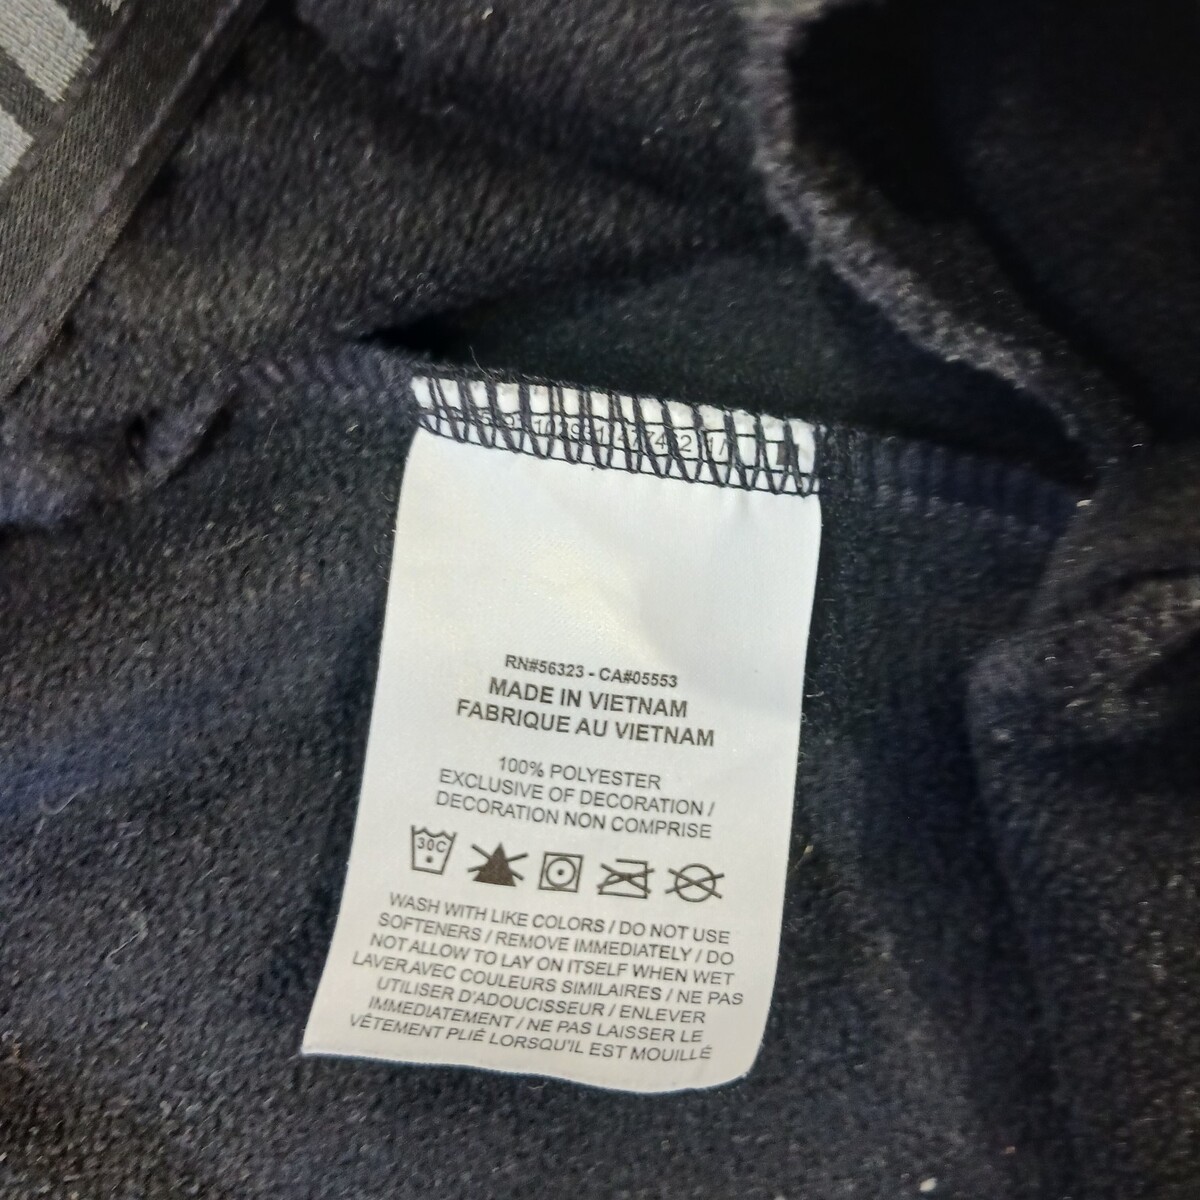 RN#56323 - CA#05553
MADE IN VIETNAM
FABRIQUE AU VIETNAM
100% POLYESTER
EXCLUSIVE OF DECORATION /
DECORATION NON COMPRISE
30C
WASH WITH LIKE COLORS / DO NOT USE
SOFTENERS / REMOVE IMMEDIATELY / DO
NOT ALLOW TO LAY ON ITSELF WHEN WET
LAVER AVEC COULEURS SIMILAIRES / NE PAS
UTILISER D'ADOUCISSEUR / ENLEVER
IMMEDIATEMENT / NE PAS LAISSER LE
VÊTEMENT PLIÉ LORSQU'IL EST MOUILLÉ